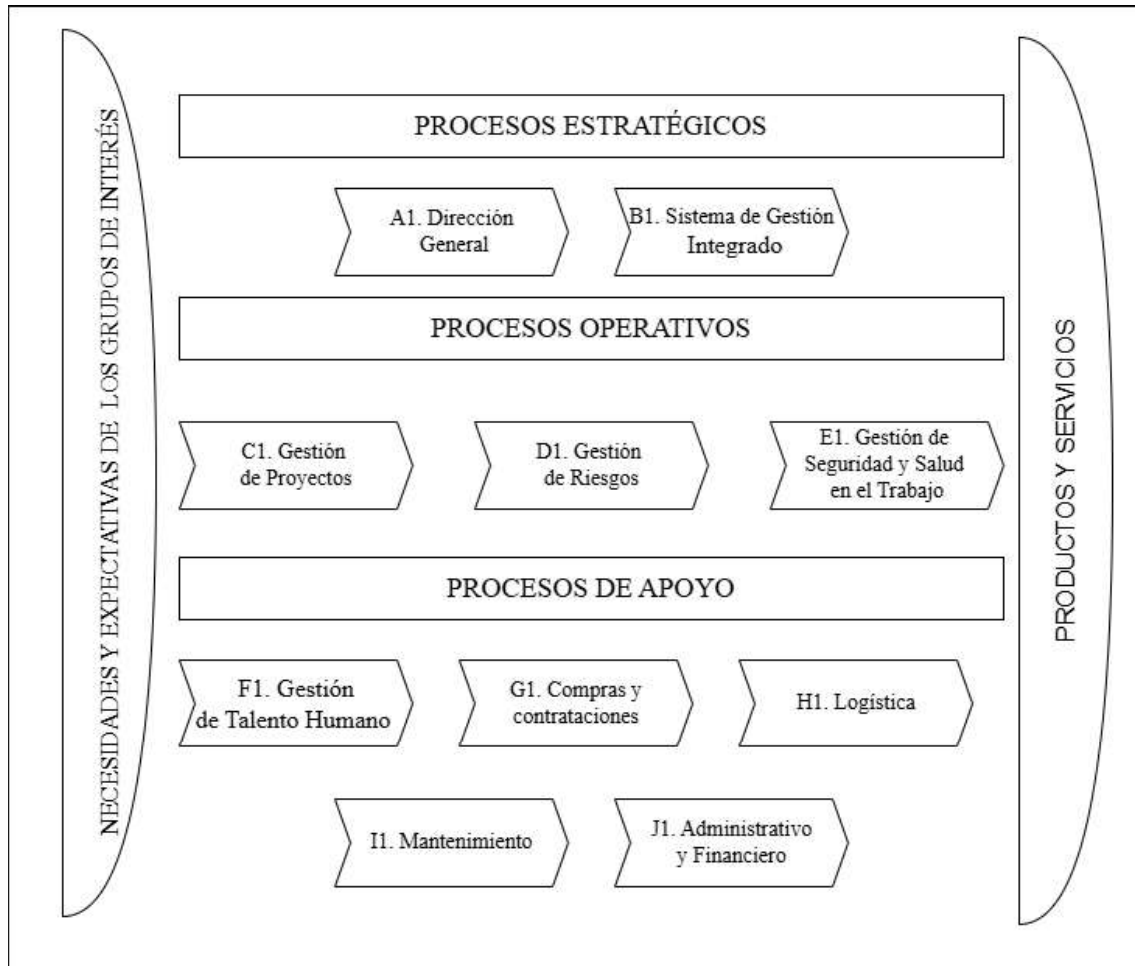 NECESIDADES Y EXPECTATIVAS DE LOS GRUPOS DE INTERÉS
PROCESOS ESTRATÉGICOS
A1. Dirección
General
B1. Sistema de Gestión
Integrado
PROCESOS OPERATIVOS
C1. Gestión
de Proyectos
D1. Gestión
de Riesgos
E1. Gestión de
Seguridad y Salud
en el Trabajo
PROCESOS DE APOYO
F1. Gestión
de Talento Humano
G1. Compras y
contrataciones
H1. Logística
I1. Mantenimiento
J1. Administrativo
y Financiero
PRODUCTOS Y SERVICIOS